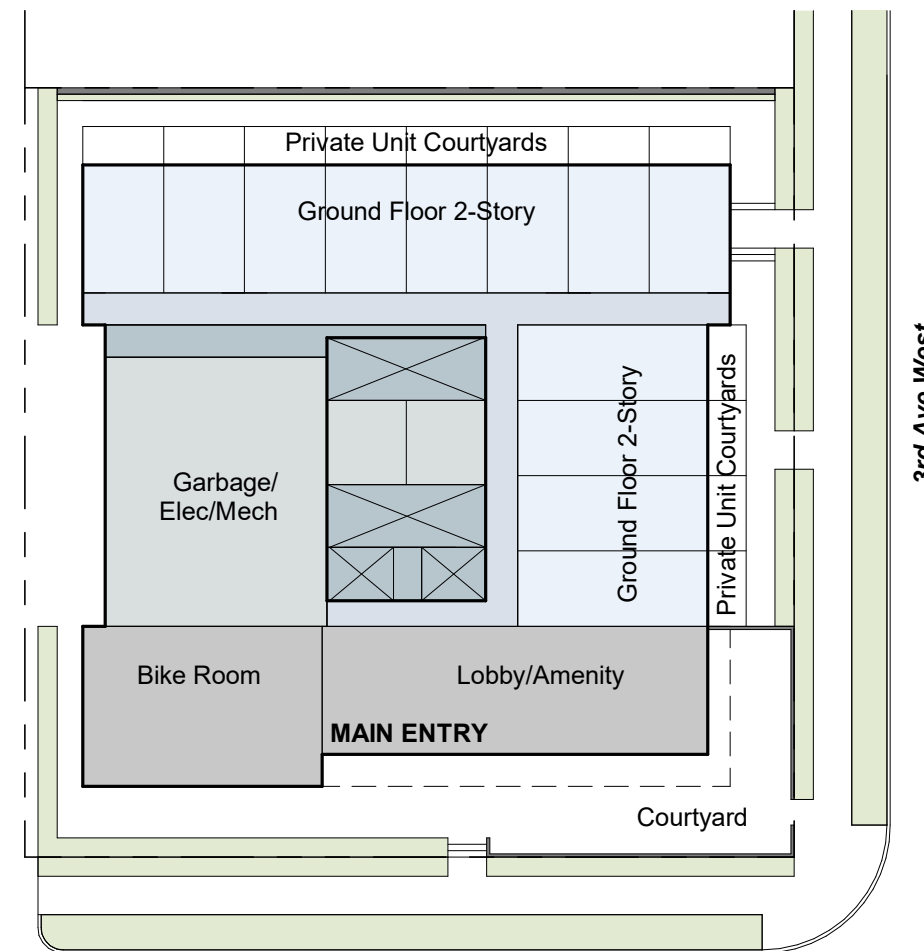 Private Unit Courtyards
Ground Floor 2-Story
3rd Ave West
Ground Floor 2-Story
Private Unit Courtyards
Garbage/
Elec/Mech
Bike Room
Lobby/Amenity
MAIN ENTRY
Courtyard